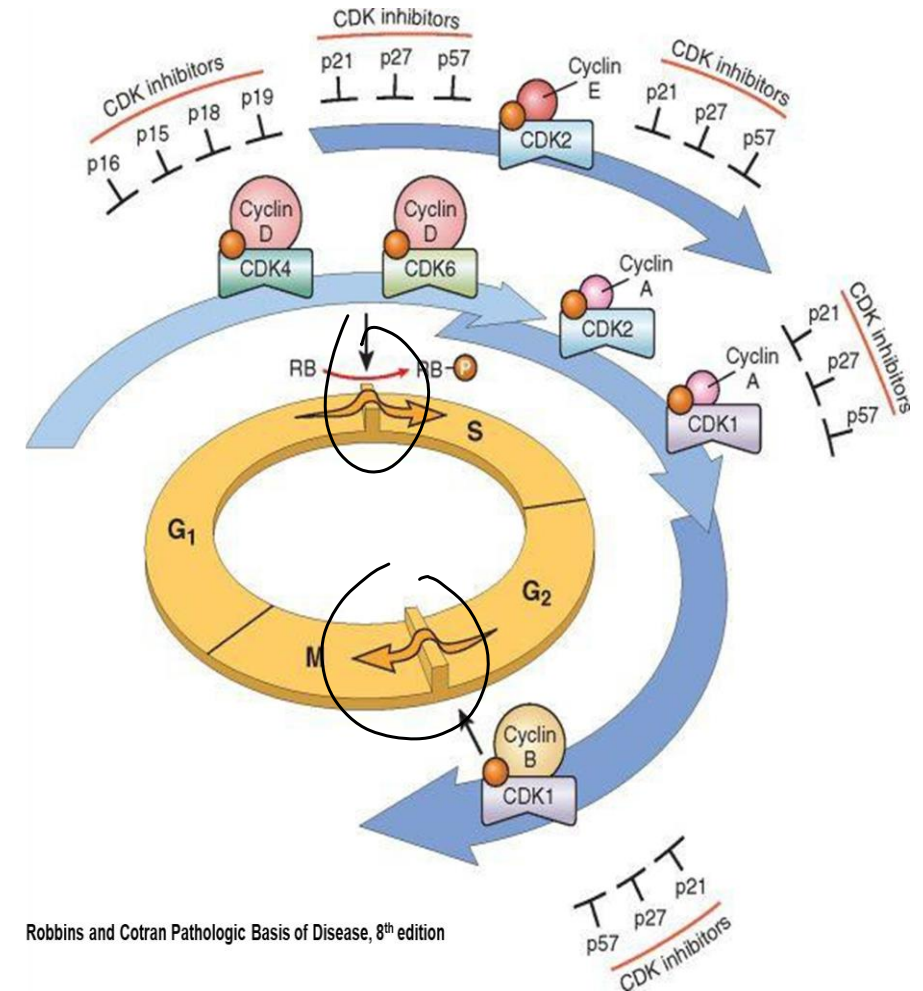 CDK inhibitors
p21 p27 p57
CDK inhibitors
p16 p15 p18 p19
Cyclin
E
CDK2
CDK inhibitors
p21
p27
p57
Cyclin
D
CDK4
Cyclin
D
CDK6
Cyclin
A
CDK2
Cyclin
A
CDK1
CDK inhibitors
p21
p27
p57
RB
RB-P
S
G₁
G₂
M
Cyclin
B
CDK1
p21
p27
p57
CDK inhibitors
Robbins and Cotran Pathologic Basis of Disease, 8th edition